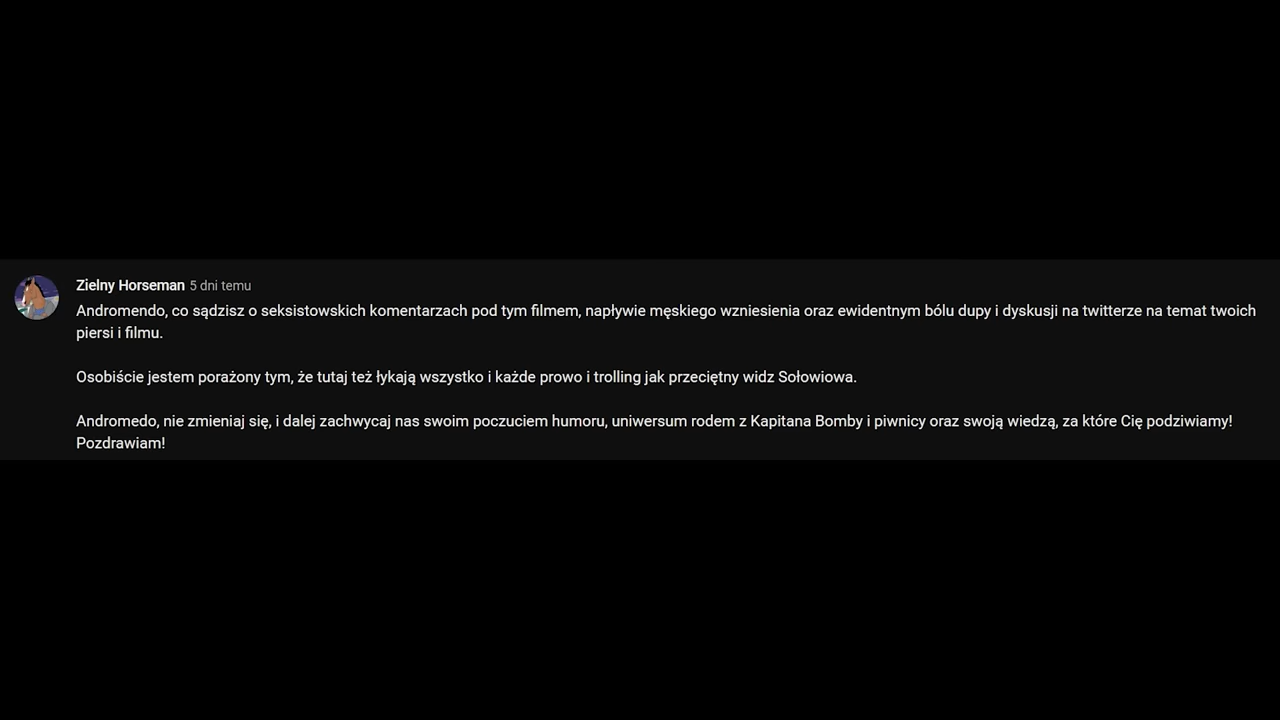 Zielny Horseman 5 dni temu
Andromendo, co sądzisz o seksistowskich komentarzach pod tym filmem, napływie męskiego wzniesienia oraz ewidentnym bólu dupy i dyskusji na twitterze na temat twoich
piersi i filmu.
Osobiście jestem porażony tym, że tutaj też łykają wszystko i każde prowo i trolling jak przeciętny widz Sołowiowa.
Andromedo, nie zmieniaj się, i dalej zachwycaj nas swoim poczuciem humoru, uniwersum rodem z Kapitana Bomby i piwnicy oraz swoją wiedzą, za które Cię podziwiamy!
Pozdrawiam!